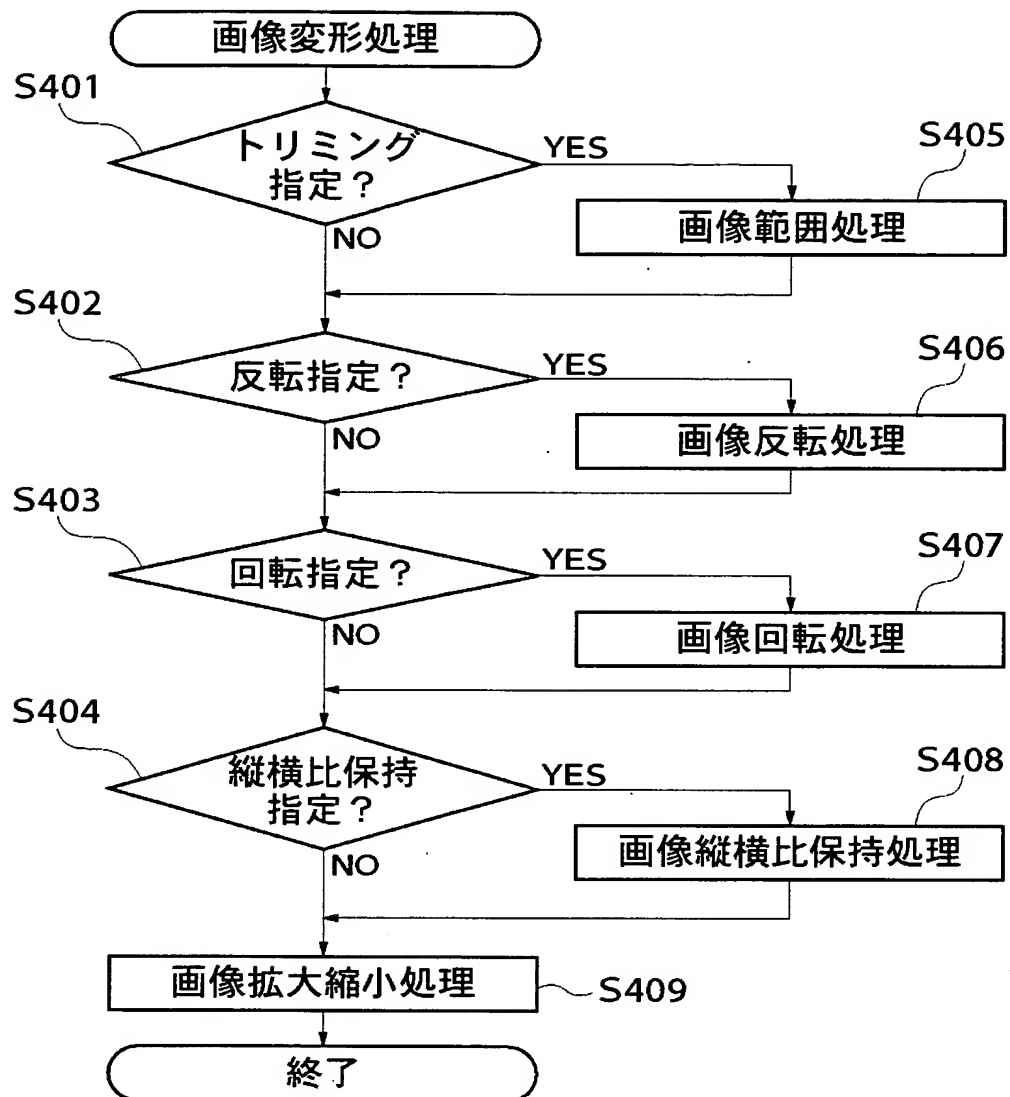 画像変形処理
S401
トリミング
指定？
YES
S405
画像範囲処理
NO
S402
反転指定？
YES
S406
画像反転処理
NO
S403
回転指定？
YES
S407
画像回転処理
NO
S404
縦横比保持
指定？
YES
S408
画像縦横比保持処理
NO
画像拡大縮小処理
S409
終了